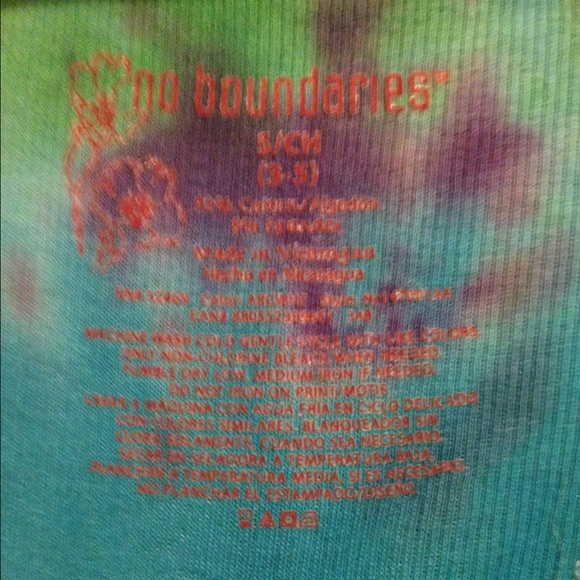 no boundaries®
S/CH
(3-5)
Made in Nicaragua
Hecho en Nicaragua
MACHINE WASH COLD GENTLE CYCLE WITH LIKE COLORS
ONLY NON-CHLORINE BLEACH WHEN NEEDED
TUMBLE DRY LOW, MEDIUM IRON IF NEEDED.
DO NOT IRON ON PRINT/MOTIF
LAVAR A MAQUINA CON AGUA FRIA EN CICLO DELICADO
CON COLORES SIMILARES. BLANQUEADOR SIN
CLORO SOLAMENTE, CUANDO SEA NECESARIO.
SECAR EN SECADORA A TEMPERATURA BAJA.
PLANCHAR A TEMPERATURA MEDIA, SI ES NECESARIO.
NO PLANCHAR EL ESTAMPADO/DISEÑO